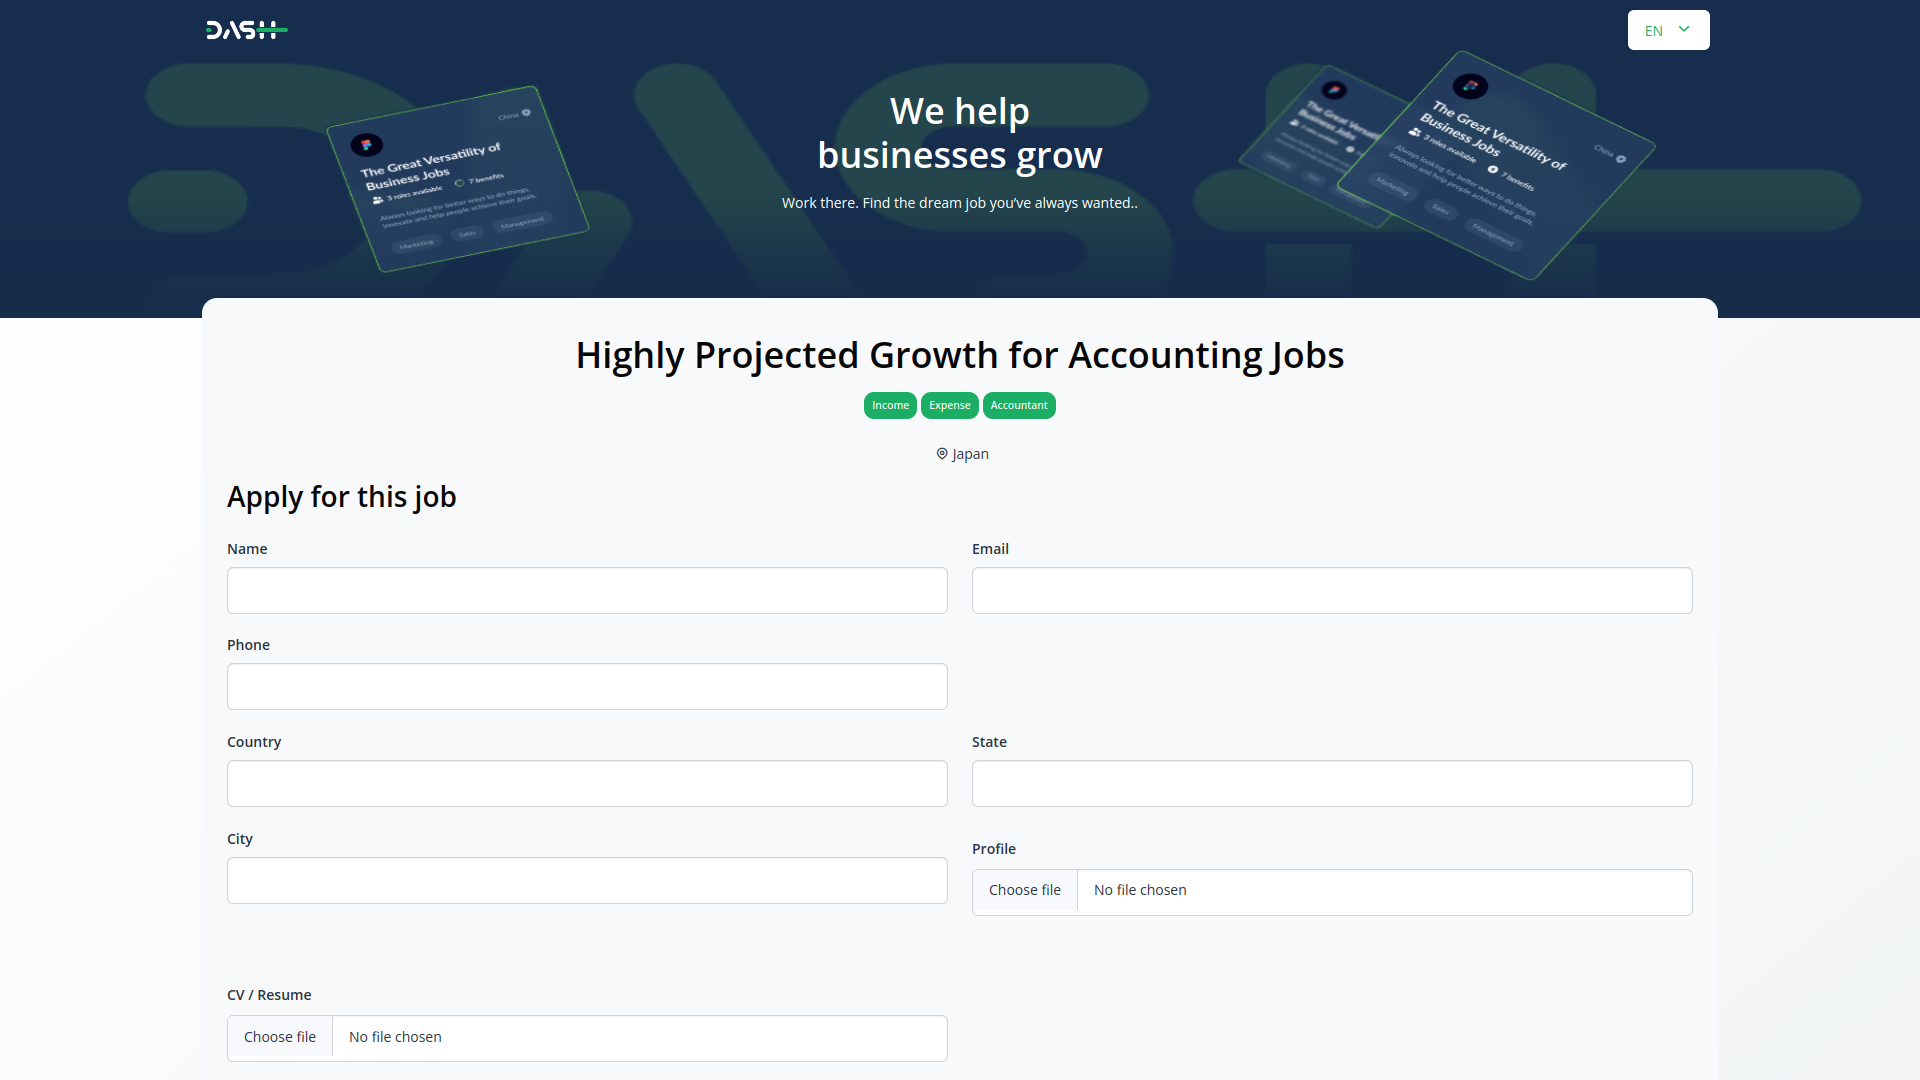 DASH
EN
We help
businesses grow
Work there. Find the dream job you’ve always wanted..
China
The Great Versatility of
Business Jobs
3 roles available
7 benefits
Always looking for better ways to do things,
innovate and help people achieve their goals.
Marketing
Sales
Management
The Great Versati
Business Jobs
The Great Versatility of
Business Jobs
China
3 roles available
7 benefits
Always looking for better ways to do things,
innovate and help people achieve their goals.
Marketing
Sales
Management
Highly Projected Growth for Accounting Jobs
Income Expense Accountant
Japan
Apply for this job
Name
Email
Phone
Country
State
City
Profile
Choose file No file chosen
CV / Resume
Choose file No file chosen